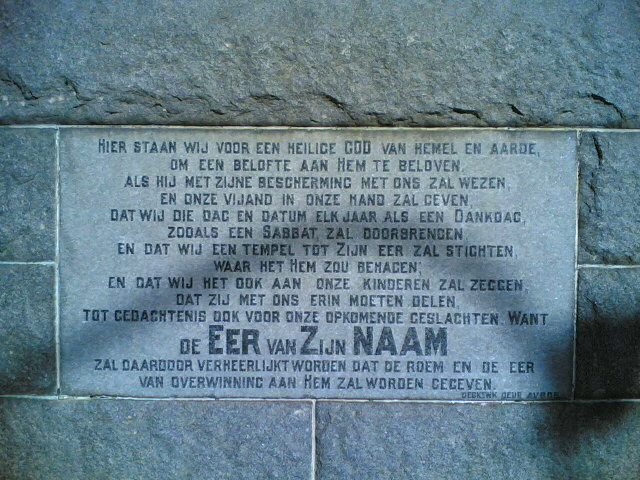 HIER STAAN WIJ VOOR EEN HEILIGE GOD VAN HEMEL EN AARDE,
OM EEN BELOFTE AAN HEM TE BELOVEN,
ALS HIJ MET ZIJNE BESCHERMING MET ONS ZAL WEZEN,
EN ONZE VIJAND IN ONZE HAND ZAL GEVEN,
DAT WIJ DIE DAG EN DATUM ELK JAAR ALS EEN DANKDAG,
ZOOALS EEN SABBAT, ZAL DOORBRENGEN
EN DAT WIJ EEN TEMPEL TOT ZIJN EER ZAL STICHTEN,
WAAR HET HEM ZOU BEHAGEN;
EN DAT WIJ HET OOK AAN ONZE KINDEREN ZAL ZEGGEN,
DAT ZIJ MET ONS ERIN MOETEN DELEN,
TOT GEDACHTENIS OOK VOOR ONZE OPKOMENDE GESLACHTEN. WANT
DE EER VAN ZIJN NAAM
ZAL DAARDOOR VERHEERLIJKT WORDEN DAT DE ROEM EN DE EER
VAN OVERWINNING AAN HEM ZAL WORDEN GEGEVEN.
GESKENK DEUR